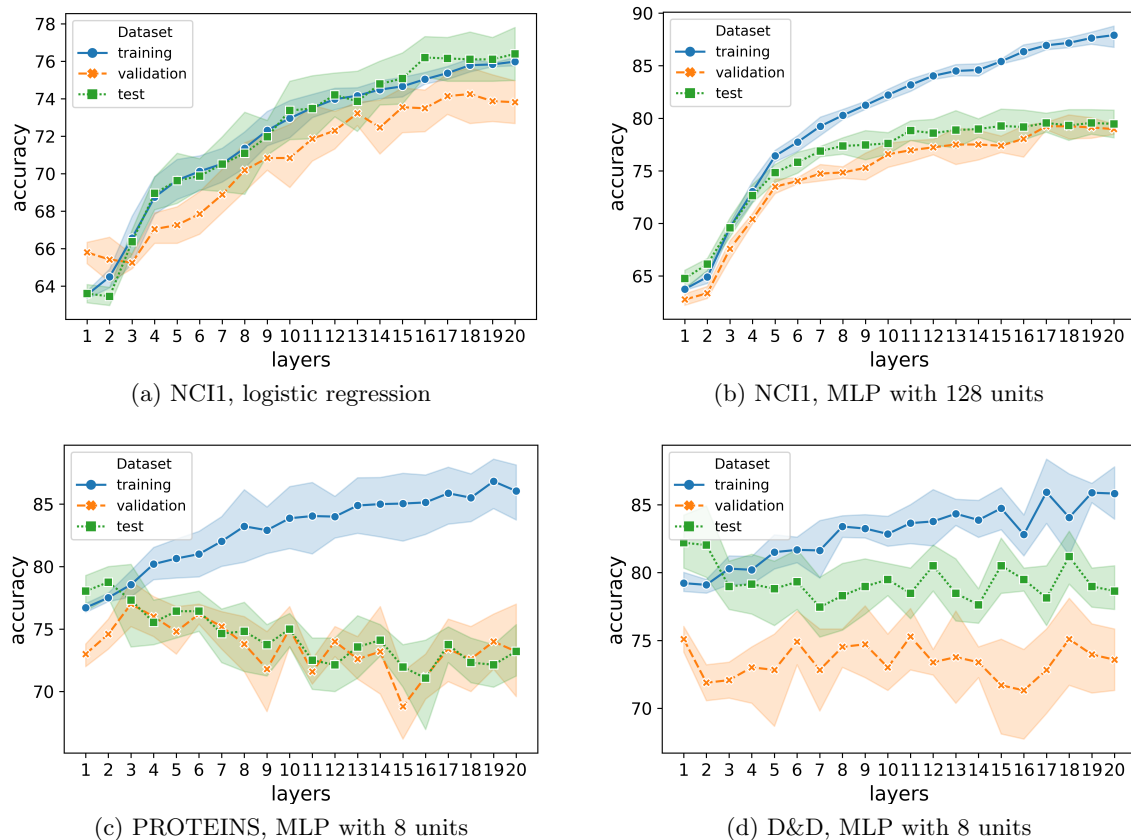 78
76
74
72
70
68
66
64
accuracy
Dataset
training
validation
test
1 2 3 4 5 6 7 8 9 10 11 12 13 14 15 16 17 18 19 20
layers
(a) NCI1, logistic regression
90
85
80
75
70
65
accuracy
Dataset
training
validation
test
1 2 3 4 5 6 7 8 9 10 11 12 13 14 15 16 17 18 19 20
layers
(b) NCI1, MLP with 128 units
85
80
75
70
accuracy
Dataset
training
validation
test
1 2 3 4 5 6 7 8 9 10 11 12 13 14 15 16 17 18 19 20
layers
(c) PROTEINS, MLP with 8 units
85
80
75
70
accuracy
Dataset
training
validation
test
1 2 3 4 5 6 7 8 9 10 11 12 13 14 15 16 17 18 19 20
layers
(d) D&D, MLP with 8 units